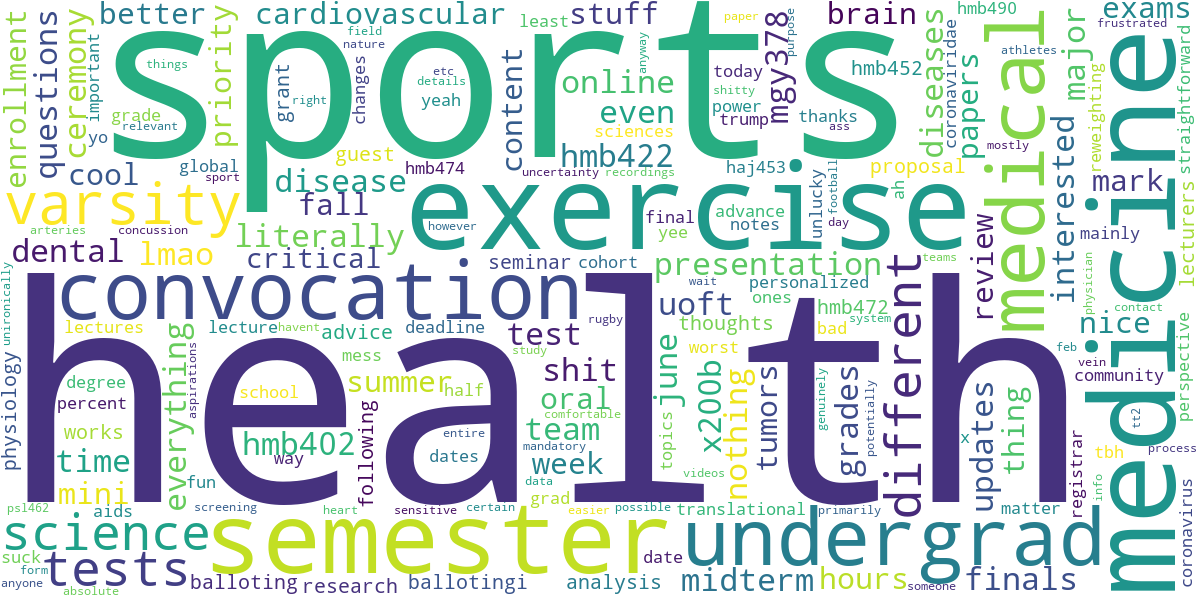 sports
health
medicine
exercise
medical
semester
convocation
undergrad
different
varsity
science
tests
better
cardiovascular
stuff
brain
hmb490
exams
frustrated
enrollment
questions
ceremony
important
priority
things
grade
relevant
yo
cool
global
sport
grant
right
field
nature
changes
etc
details
yeah
content
online
even
sciences
hmb422
least
anyway
paper
shitty
purpose
today
power
trump
mgy378
thanks
ass
hmb452
diseases
coronaviridae
papers
athletes
mostly
major
reweighting
straightforward
lecturers
guest
disease
fall
hmb474
uncertainty
recordings
haj453
unlucky
football
proposal
ah
mark
interested
mainly
arteries
concussion
dental
lmao
literally
critical
however
seminar
cohort
final
yee
advance
notes
day
presentation
personalized
wait
ones
teams
review
physician
contact
perspective
unironically
physiology
lectures
lecture
havent
advice
deadline
rugby
test
study
uoft
thoughts
hmb472
system
bad
worst
nice
feb
vein
community
degree
percent
everything
aspirations
school
mess
summer
half
shit
oral
comfortable
june
x200b
nothing
tumors
grades
genuinely
potentially
updates
thing
x
tt2
process
works
time
mini
hmb402
way
following
entire
dates
team
mandatory
week
data
topics
videos
registrar
tbh
info
psl462
aids
fun
screening
heart
sensitive
certain
grad
easier
possible
translational
primarily
matter
coronavirus
suck
form
anyone
absolute
balloting
research
ballotingi
analysis
date
midterm
hours
someone
finals